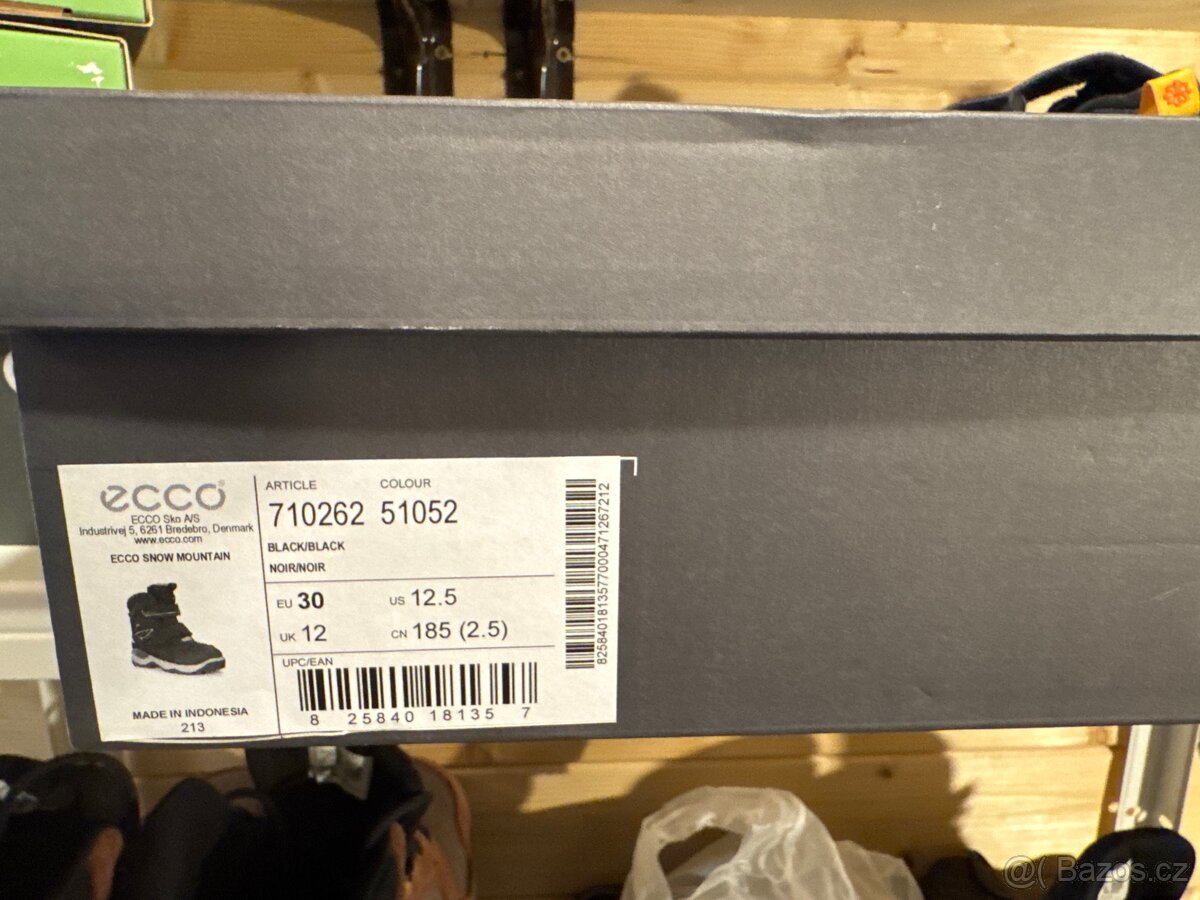 ecco
ECCO Sko A/S
Industrivej 5, 6261 Bredebro, Denmark
www.ecco.com
ECCO SNOW MOUNTAIN
MADE IN INDONESIA
213
ARTICLE COLOUR
710262 51052
BLACK/BLACK
NOIR/NOIR
EU 30 US 12.5
UK 12 CN 185 (2.5)
UPC/EAN
8 25840 18135 7
825840181357700047126721​2
@( Bazos.cz